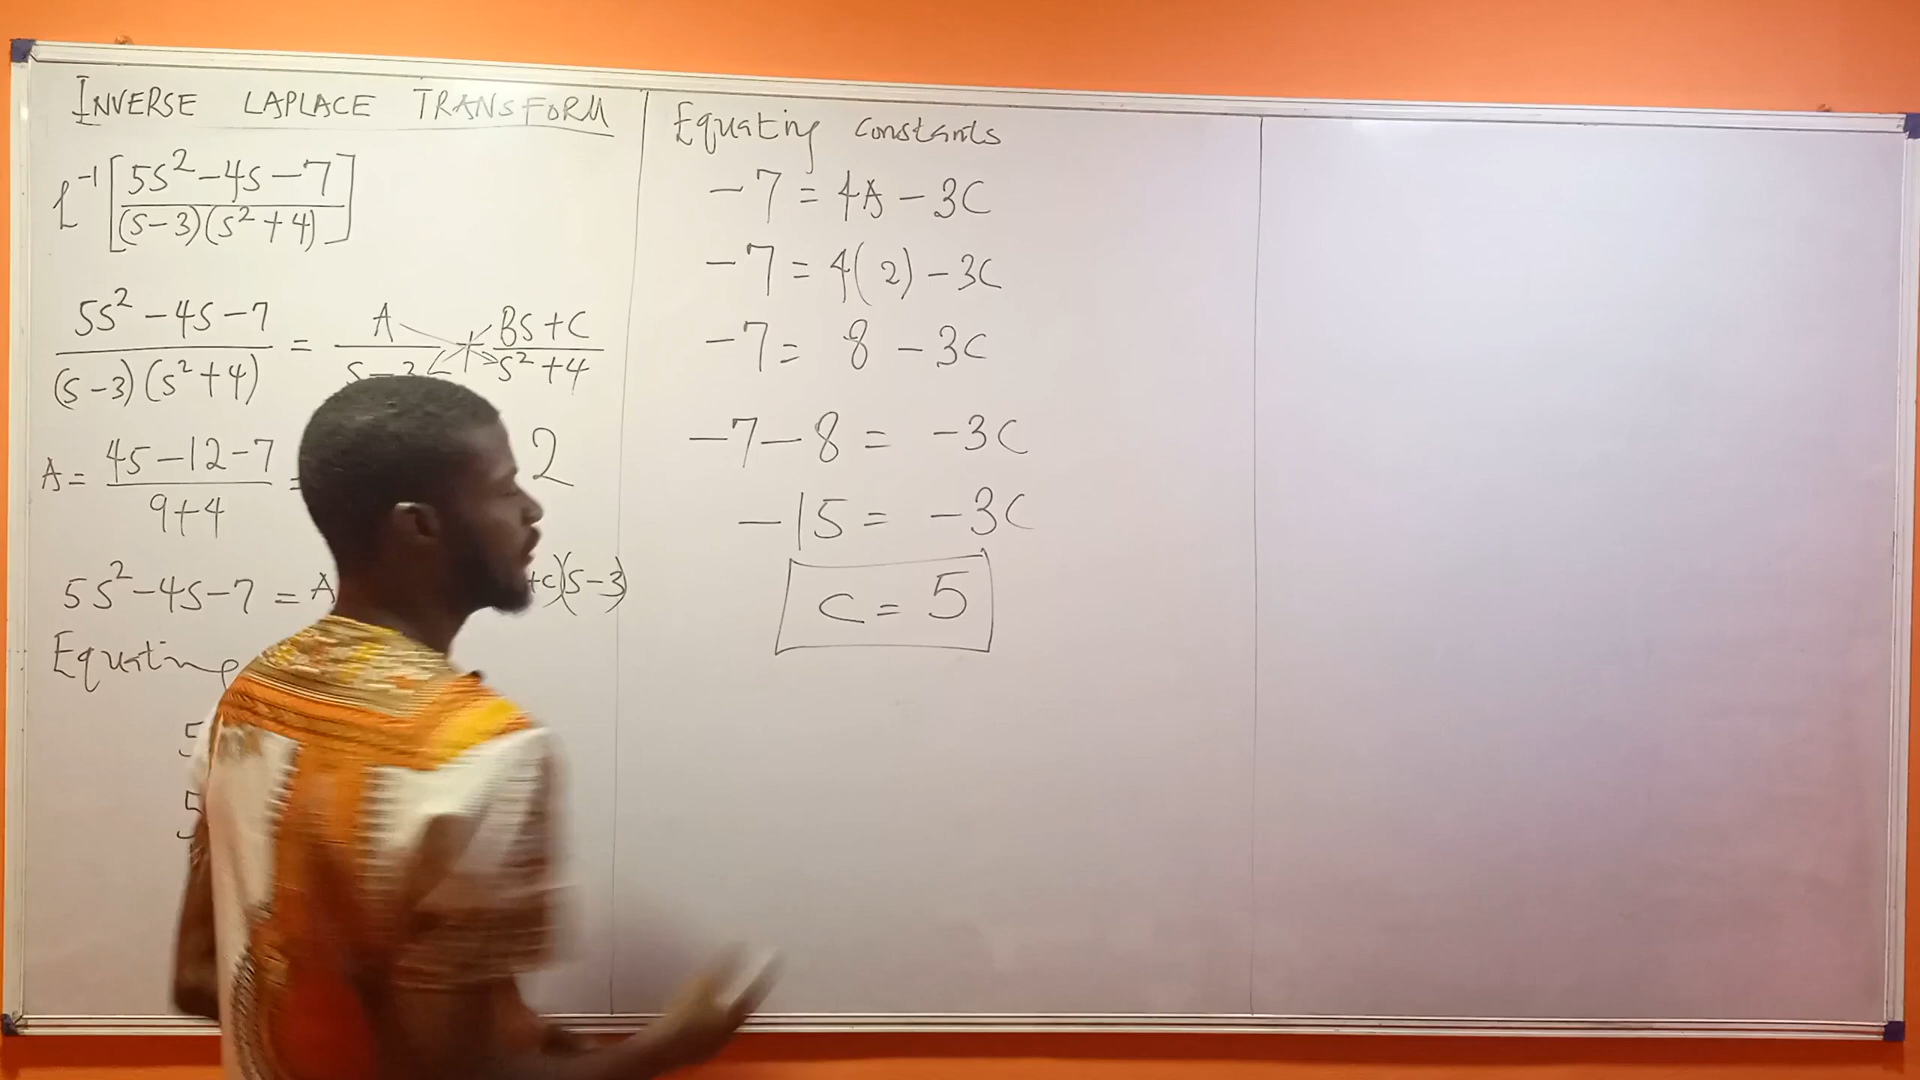 INVERSE LAPLACE TRANSFORM
L⁻¹[(5s²-4s-7)/((s-3)(s²+4))]
(5s²-4s-7)/((s-3)(s²+4)) = A/(s-3) + (Bs+C)/(s²+4)
A = (45-12-7)/(9+4) = 2
5s²-4s-7 = A +C)(s-3)
Equating
5
5
Equating constants
-7 = 4A - 3C
-7 = 4(2) - 3C
-7 = 8 - 3C
-7-8 = -3C
-15 = -3C
C = 5